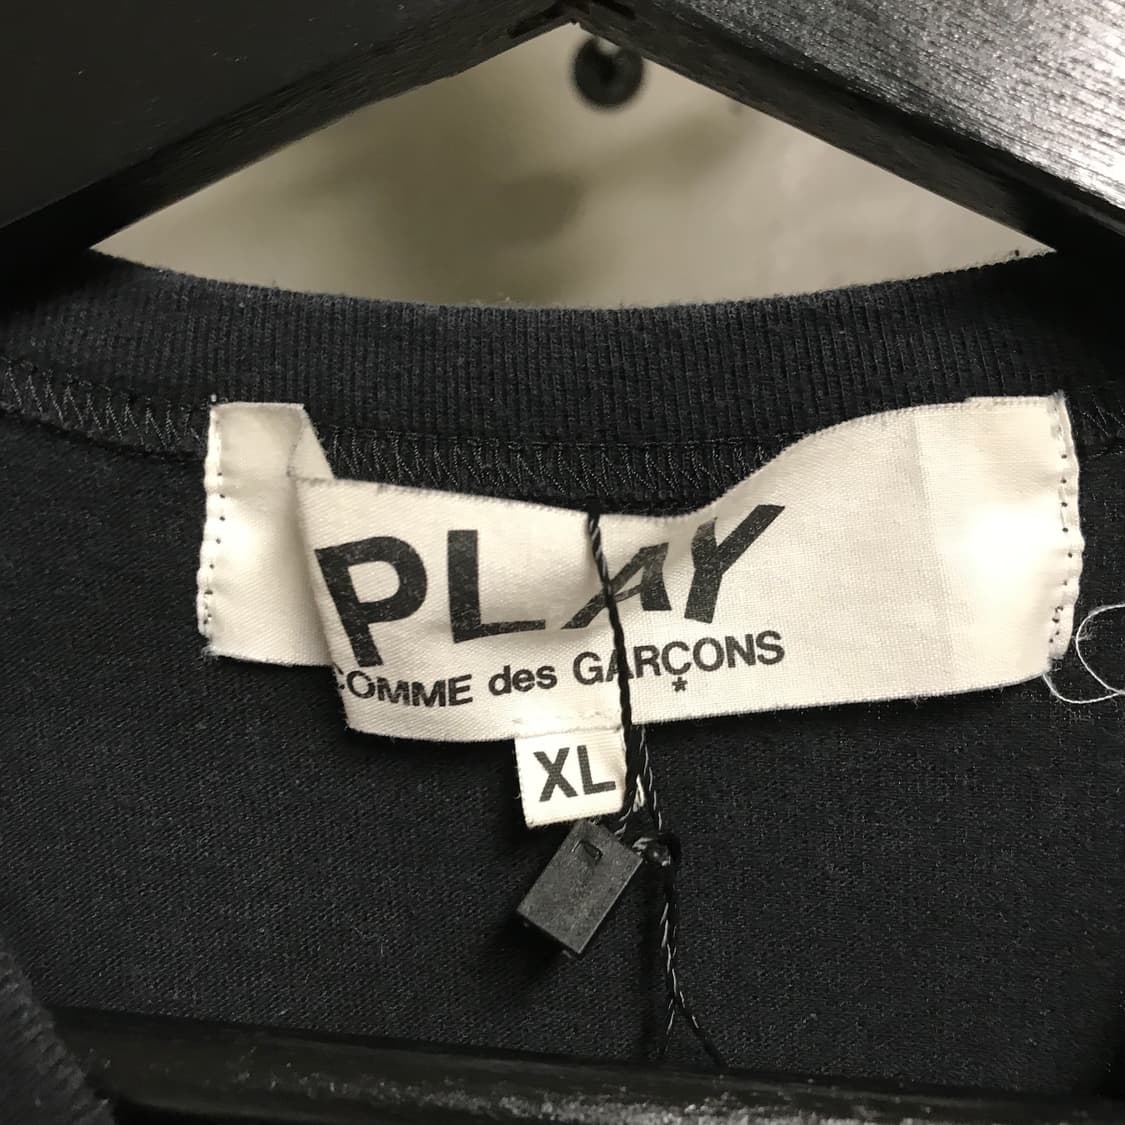 PLAY
COMME des GARÇONS
*
XL